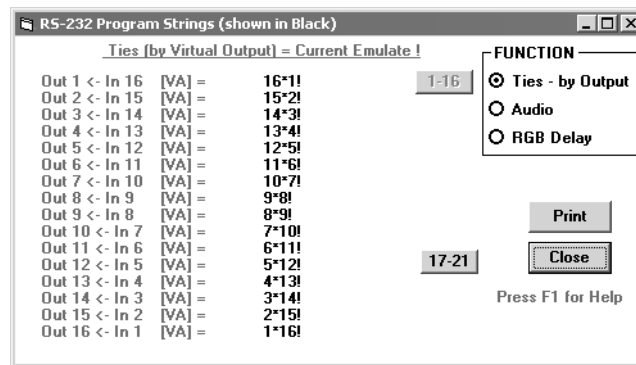 RS-232 Program Strings (shown in Black)
Ties (by Virtual Output) = Current Emulate !
Out 1 <- In 16 [VA] = 16*1!
Out 2 <- In 15 [VA] = 15*2!
Out 3 <- In 14 [VA] = 14*3!
Out 4 <- In 13 [VA] = 13*4!
Out 5 <- In 12 [VA] = 12*5!
Out 6 <- In 11 [VA] = 11*6!
Out 7 <- In 10 [VA] = 10*7!
Out 8 <- In 9 [VA] = 9*8!
Out 9 <- In 8 [VA] = 8*9!
Out 10 <- In 7 [VA] = 7*10!
Out 11 <- In 6 [VA] = 6*11!
Out 12 <- In 5 [VA] = 5*12!
Out 13 <- In 4 [VA] = 4*13!
Out 14 <- In 3 [VA] = 3*14!
Out 15 <- In 2 [VA] = 2*15!
Out 16 <- In 1 [VA] = 1*16!
1-16
17-21
FUNCTION
Ties - by Output
Audio
RGB Delay
Print
Close
Press F1 for Help